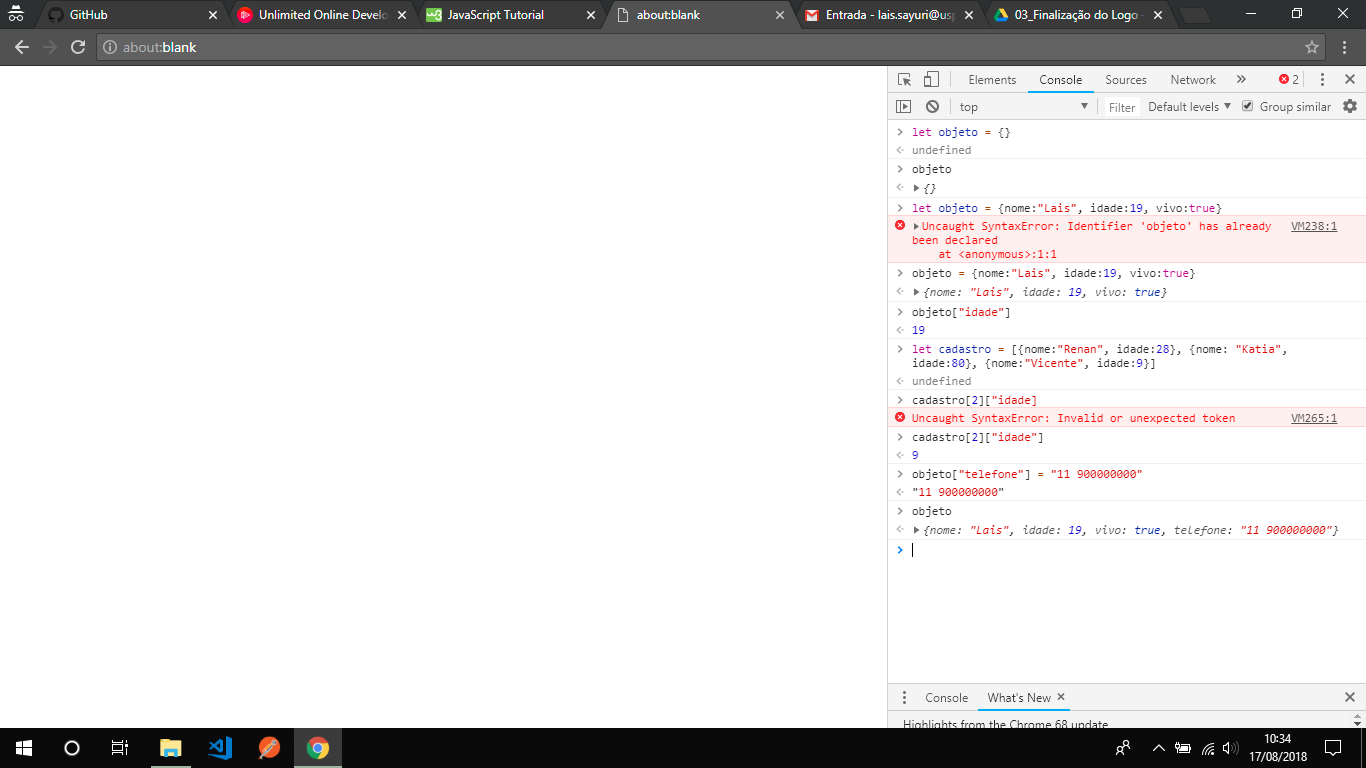 GitHub
Unlimited Online Develo
JavaScript Tutorial
about:blank
Entrada - lais.sayuri@usp
03_Finalização do Logo -
about:blank
Elements Console Sources Network » 2
top Filter Default levels Group similar
let objeto = {}
undefined
objeto
{}
let objeto = {nome:"Lais", idade:19, vivo:true}
Uncaught SyntaxError: Identifier 'objeto' has already VM238:1
been declared
at <anonymous>:1:1
objeto = {nome:"Lais", idade:19, vivo:true}
{nome: "Lais", idade: 19, vivo: true}
objeto["idade"]
19
let cadastro = [{nome:"Renan", idade:28}, {nome: "Katia",
idade:80}, {nome:"Vicente", idade:9}]
undefined
cadastro[2]["idade]
Uncaught SyntaxError: Invalid or unexpected token VM265:1
cadastro[2]["idade"]
9
objeto["telefone"] = "11 900000000"
"11 900000000"
objeto
{nome: "Lais", idade: 19, vivo: true, telefone: "11 900000000"}
Console What's New
Highlights from the Chrome 68 update
10:34
17/08/2018